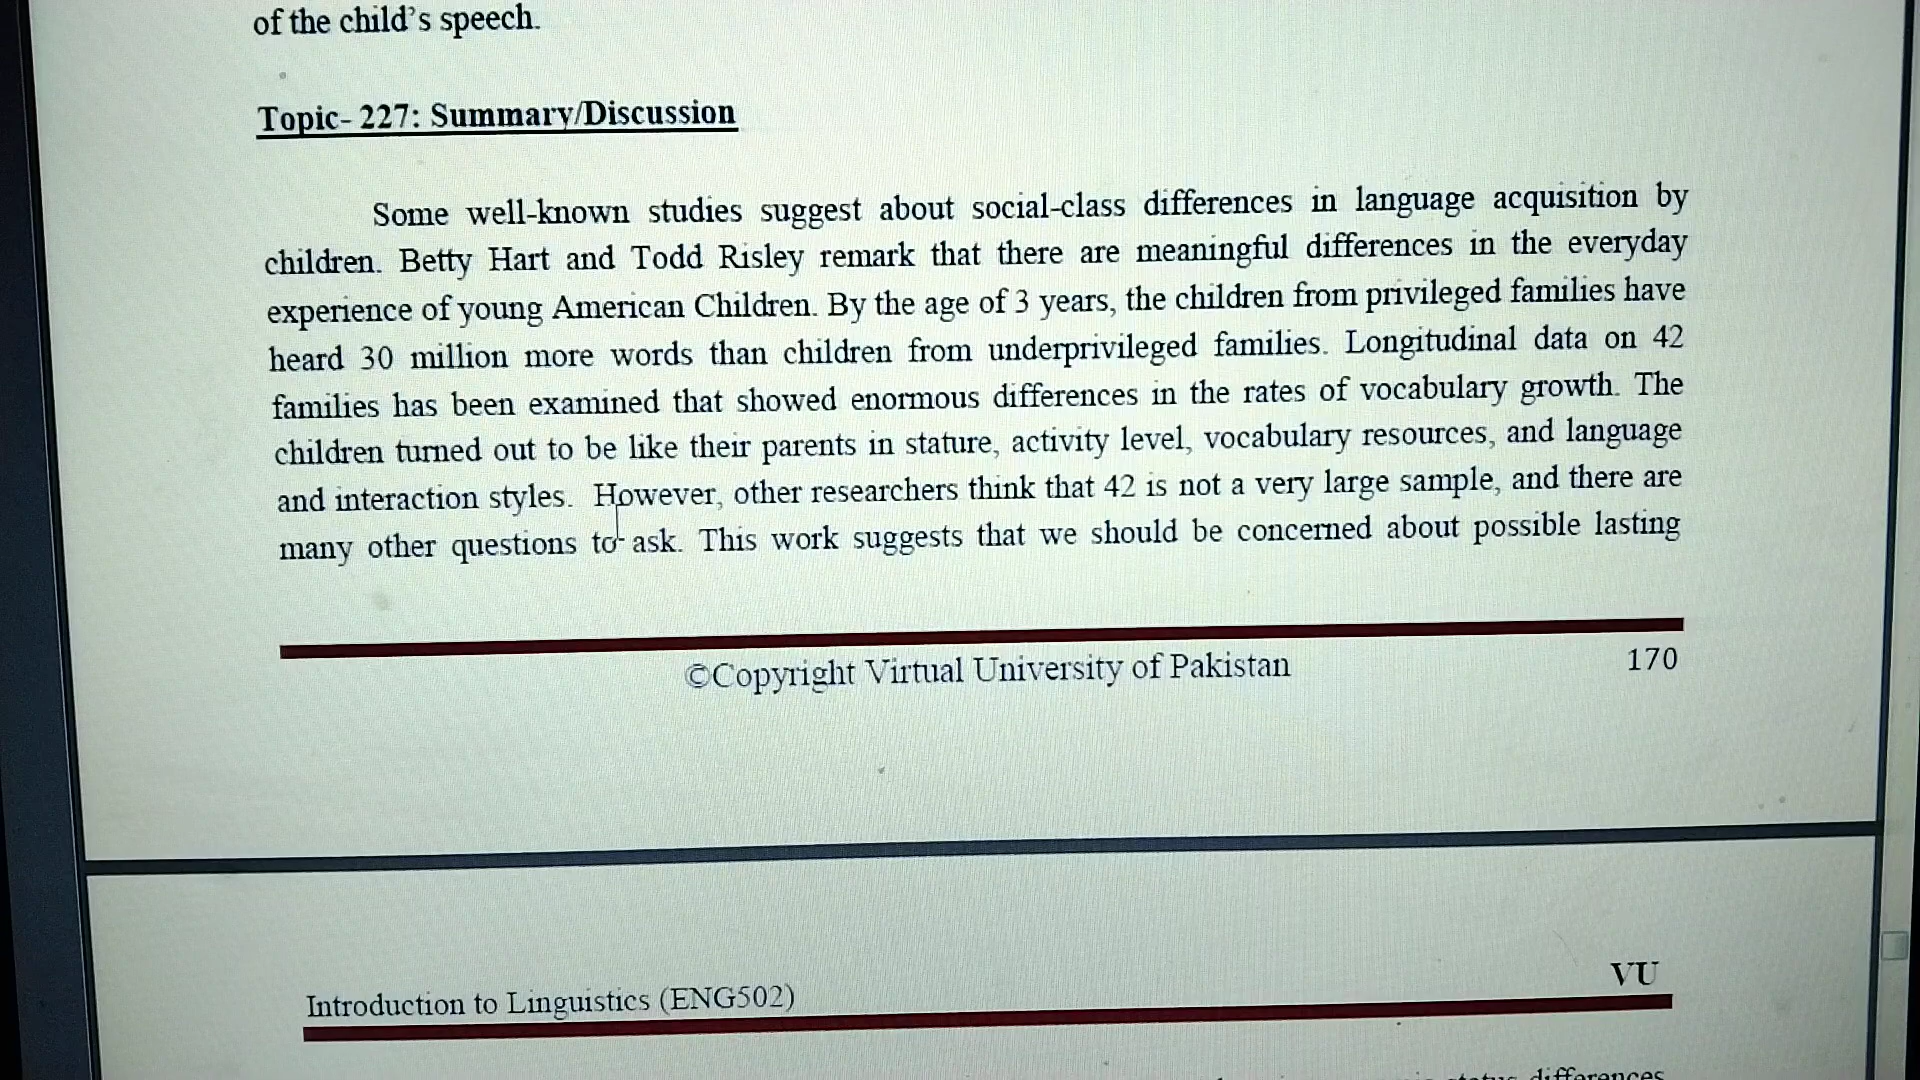 of the child's speech.
Topic- 227: Summary/Discussion
Some well-known studies suggest about social-class differences in language acquisition by
children. Betty Hart and Todd Risley remark that there are meaningful differences in the everyday
experience of young American Children. By the age of 3 years, the children from privileged families have
heard 30 million more words than children from underprivileged families. Longitudinal data on 42
families has been examined that showed enormous differences in the rates of vocabulary growth. The
children turned out to be like their parents in stature, activity level, vocabulary resources, and language
and interaction styles. However, other researchers think that 42 is not a very large sample, and there are
many other questions to ask. This work suggests that we should be concerned about possible lasting
©Copyright Virtual University of Pakistan 170
Introduction to Linguistics (ENG502) VU
differences